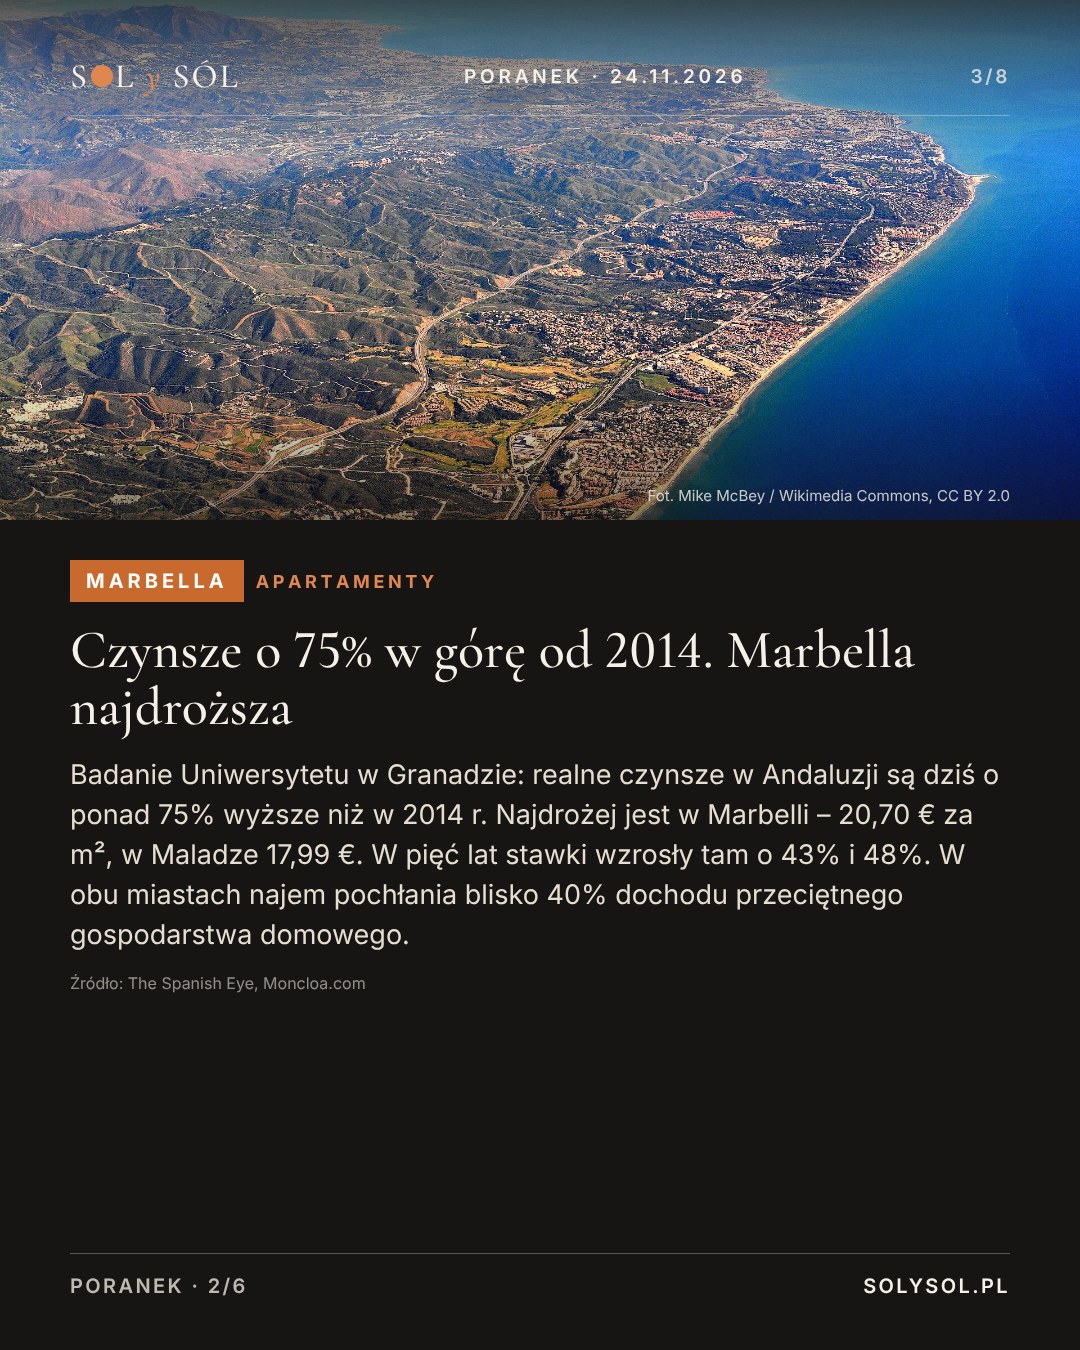 SOL y SÓL
PORANEK · 24.11.2026
3/8
Fot. Mike McBey / Wikimedia Commons, CC BY 2.0
MARBELLA
APARTAMENTY
Czynsze o 75% w górę od 2014. Marbella
najdroższa
Badanie Uniwersytetu w Granadzie: realne czynsze w Andaluzji są dziś o
ponad 75% wyższe niż w 2014 r. Najdrożej jest w Marbelli – 20,70 € za
m², w Maladze 17,99 €. W pięć lat stawki wzrosły tam o 43% i 48%. W
obu miastach najem pochłania blisko 40% dochodu przeciętnego
gospodarstwa domowego.
Źródło: The Spanish Eye, Moncloa.com
PORANEK · 2/6
SOLYSOL.PL